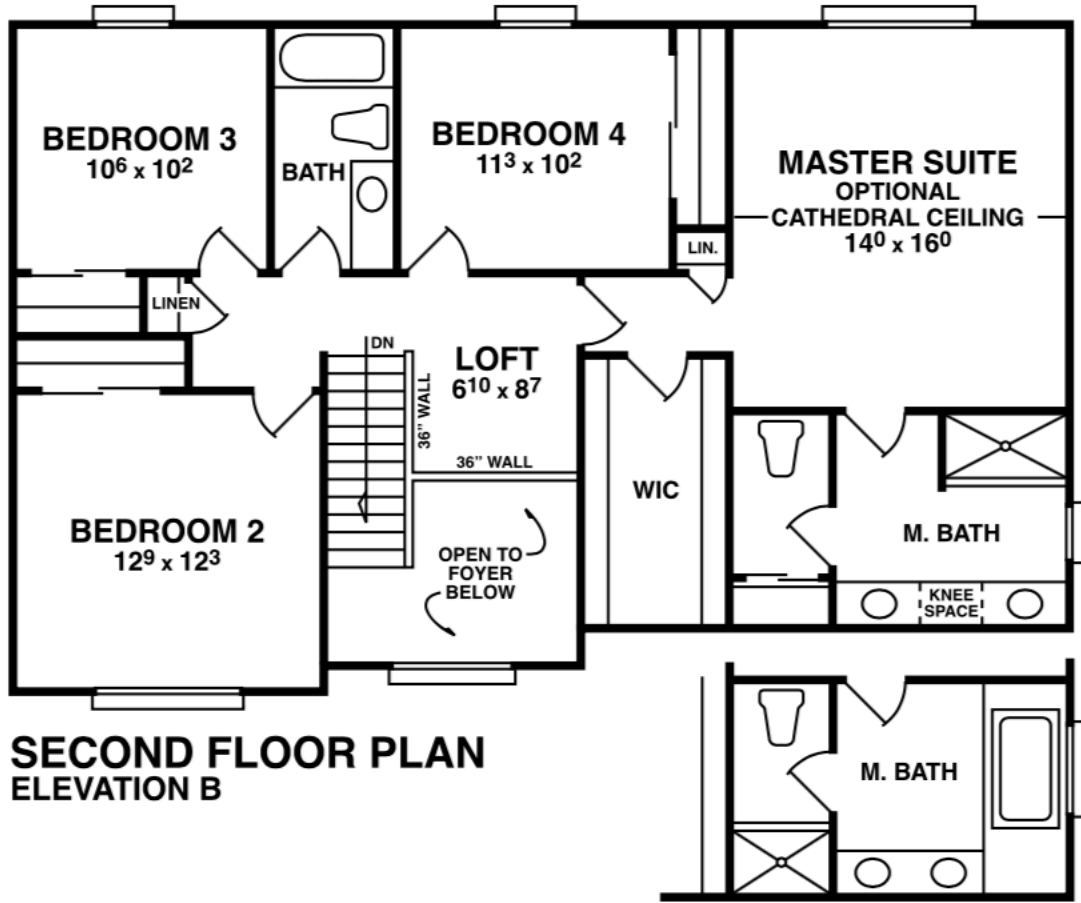 BEDROOM 3
10⁶ x 10²
BATH
BEDROOM 4
11³ x 10²
LIN.
MASTER SUITE
OPTIONAL
CATHEDRAL CEILING
14⁰ x 16⁰
LINEN
DN
LOFT
6¹⁰ x 8⁷
36” WALL
36” WALL
BEDROOM 2
12⁹ x 12³
OPEN TO
FOYER
BELOW
WIC
M. BATH
KNEE
SPACE
SECOND FLOOR PLAN
ELEVATION B
M. BATH